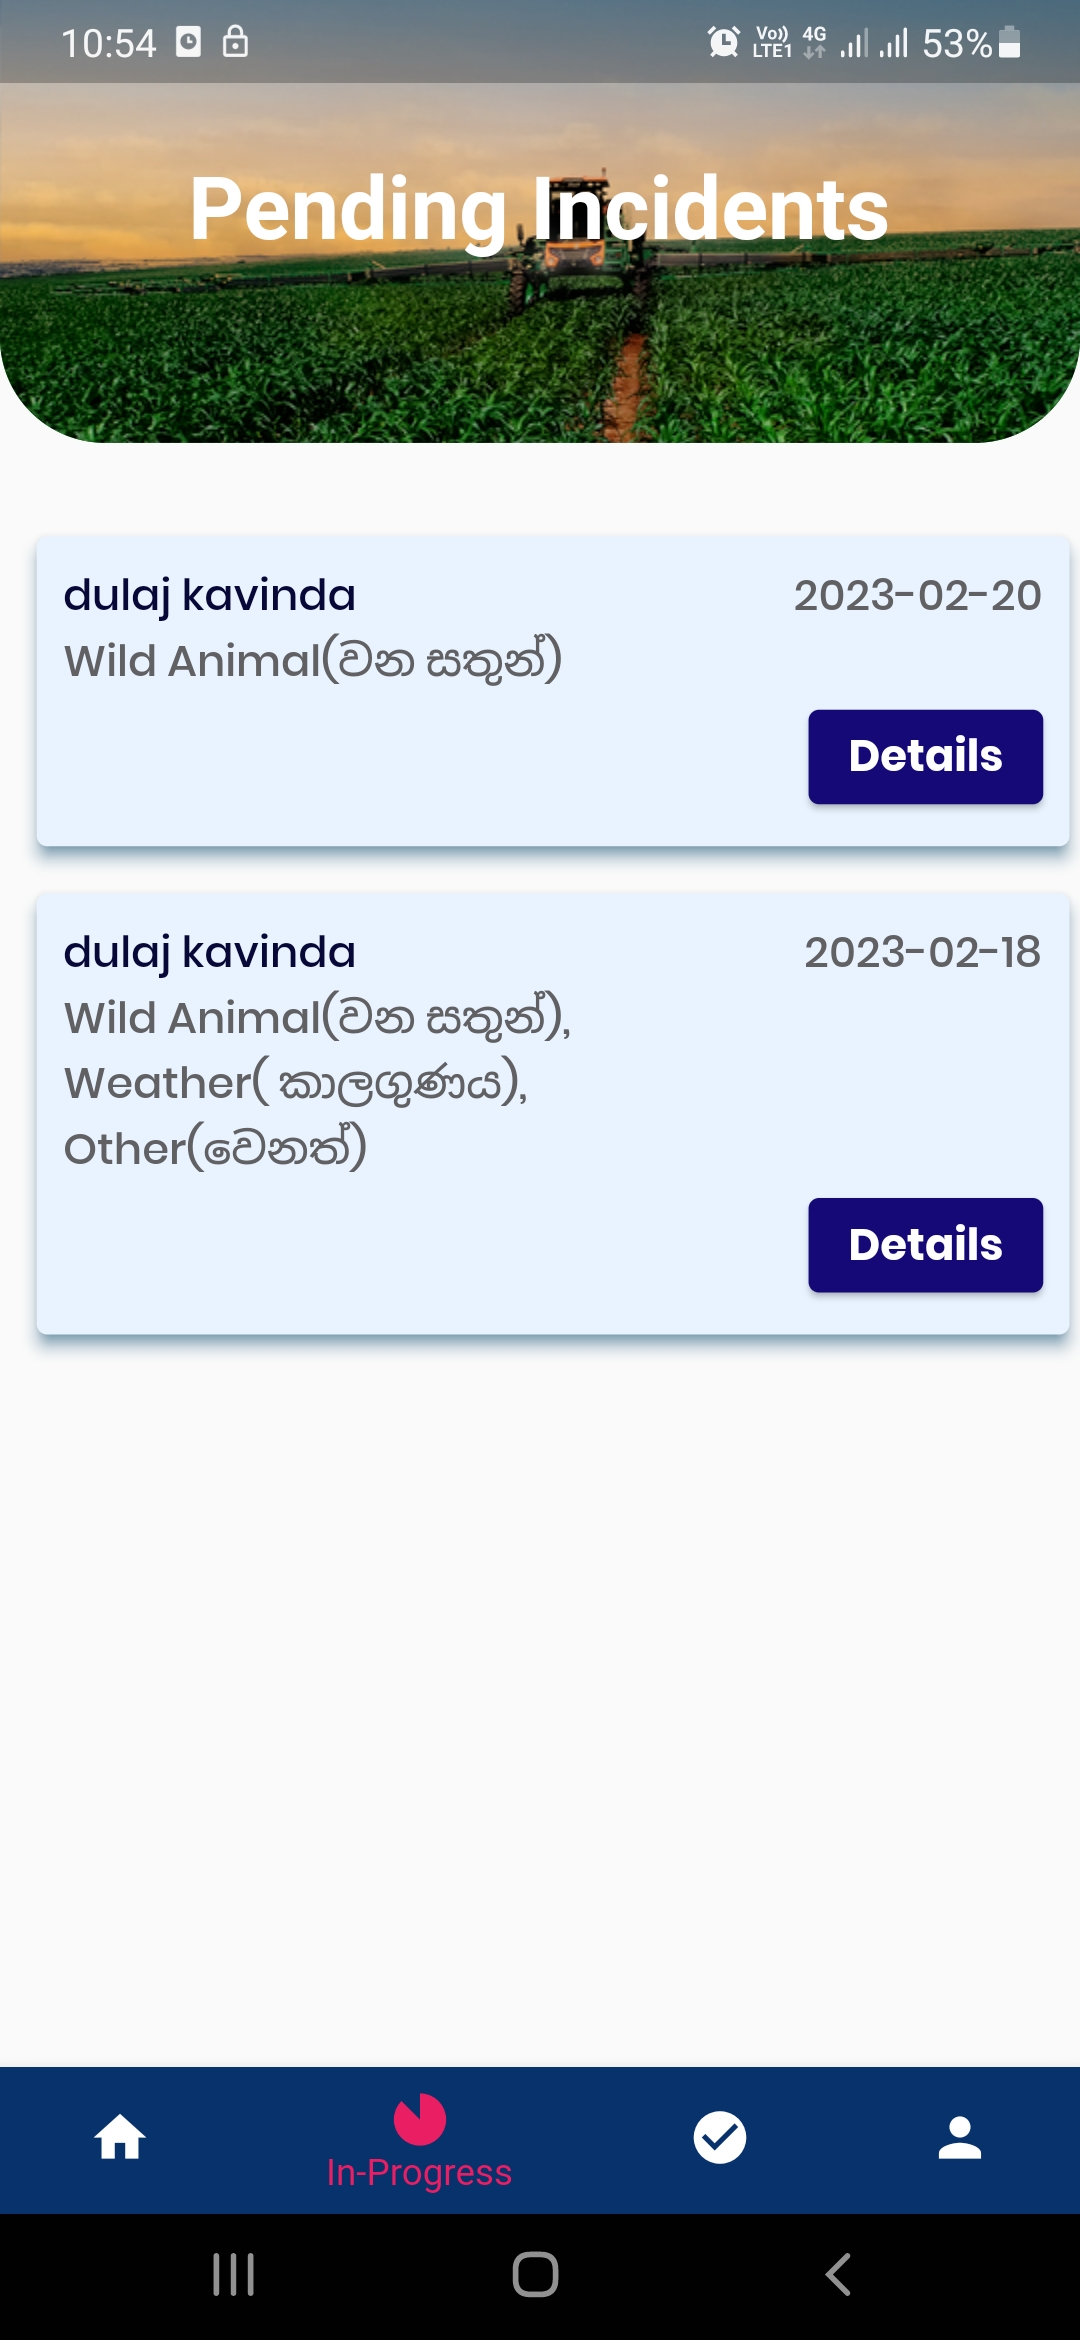 10:54 Vo)) LTE1 4G 53%
Pending Incidents
dulaj kavinda 2023-02-20
Wild Animal(වන සතුන්)
Details
dulaj kavinda 2023-02-18
Wild Animal(වන සතුන්),
Weather( කාලගුණය),
Other(වෙනත්)
Details
In-Progress